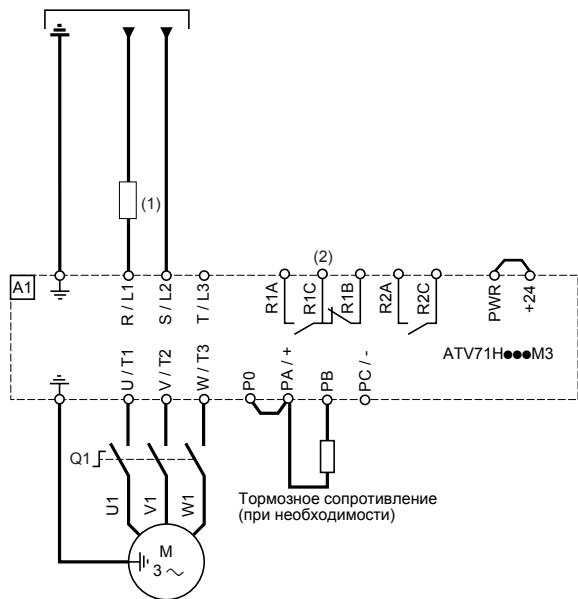 (1)
(2)
A1
R / L1
S / L2
T / L3
R1A
R1C
R1B
R2A
R2C
PWR
+24
ATV71H●●●M3
U / T1
V / T2
W / T3
P0
PA / +
PB
PC / -
Q1
U1
V1
W1
Тормозное сопротивление
(при необходимости)
M
3 ~